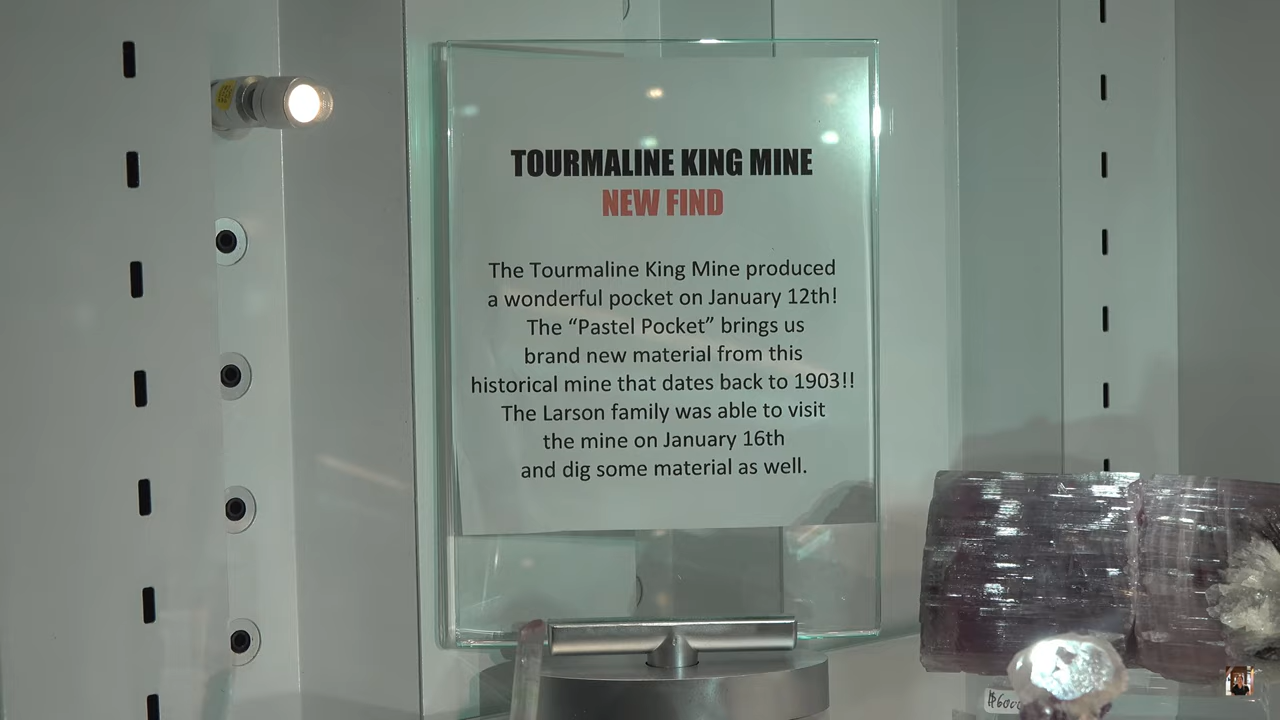 TOURMALINE KING MINE
NEW FIND
The Tourmaline King Mine produced
a wonderful pocket on January 12th!
The “Pastel Pocket” brings us
brand new material from this
historical mine that dates back to 1903!!
The Larson family was able to visit
the mine on January 16th
and dig some material as well.